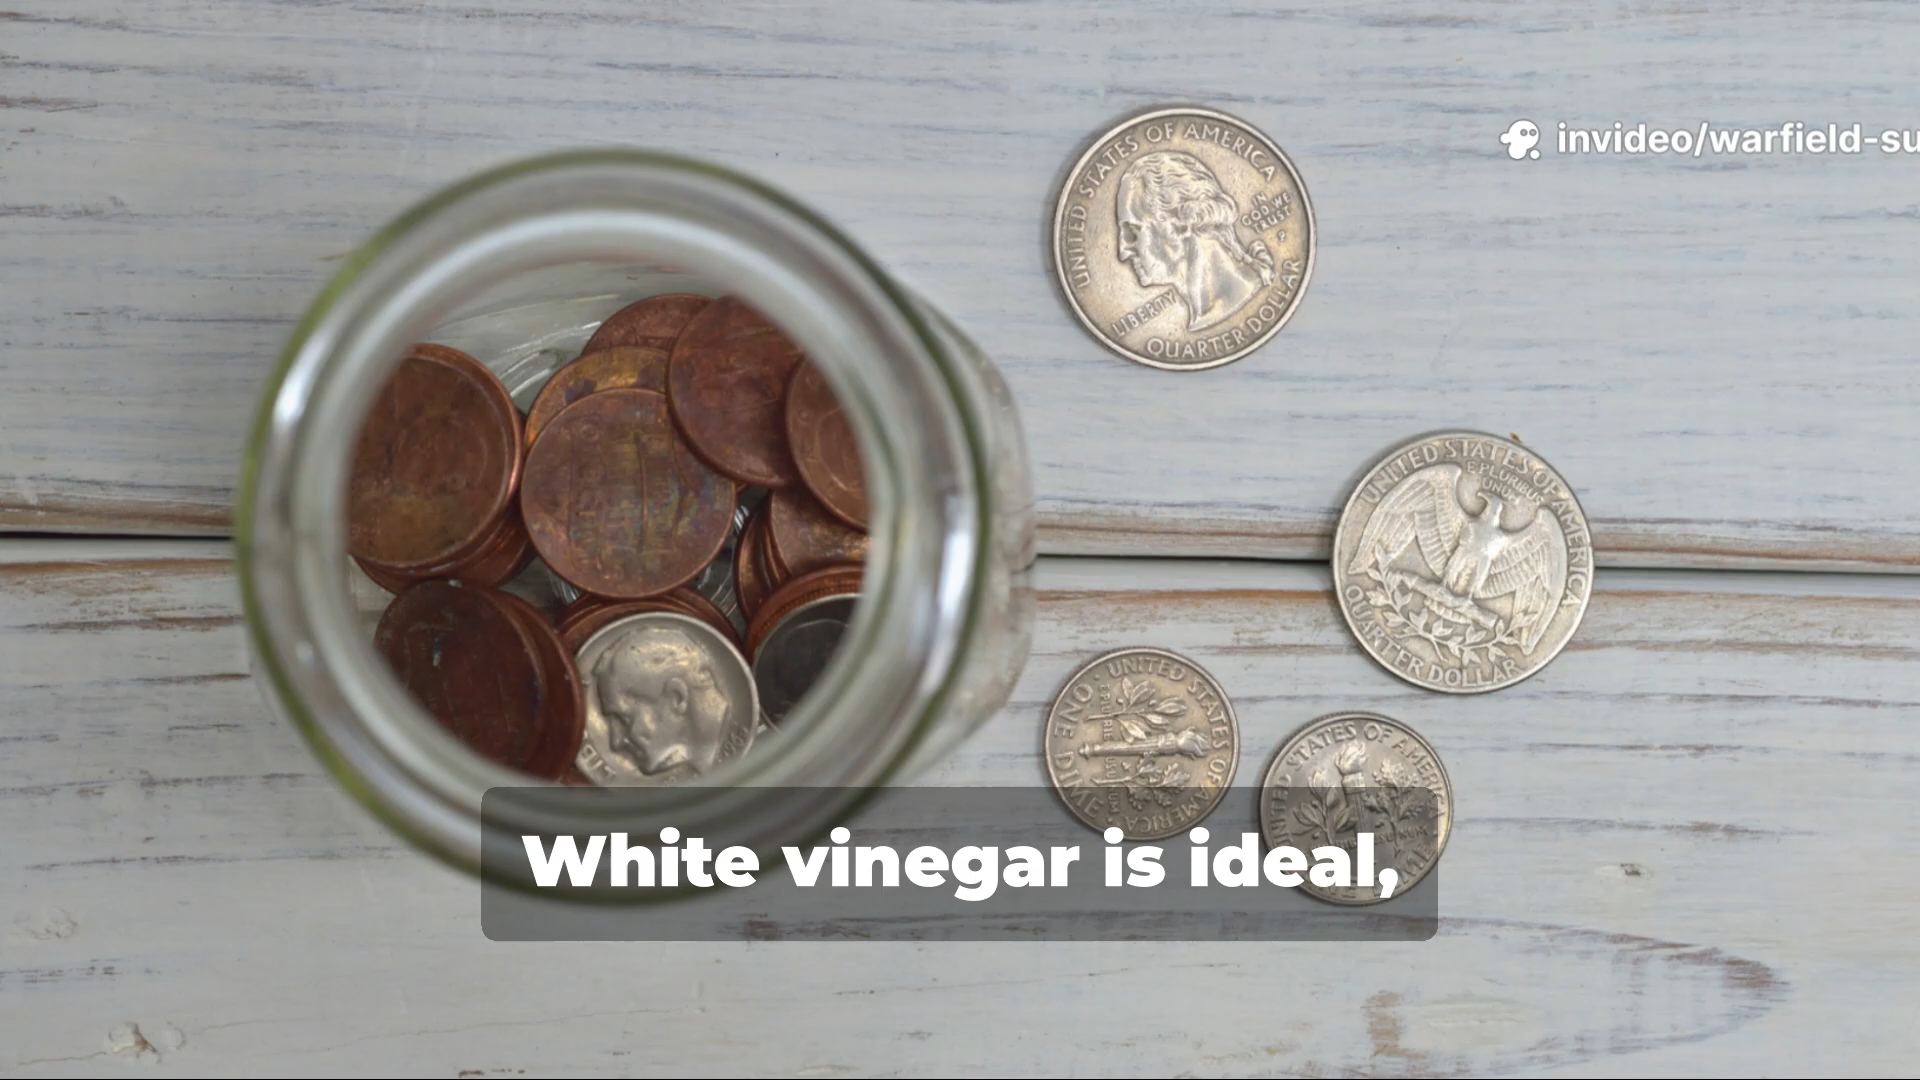 invideo/warfield-su
UNITED STATES OF AMERICA
IN
GOD WE
TRUST
LIBERTY
QUARTER DOLLAR
UNITED STATES OF AMERICA
E PLURIBUS
UNUM
QUARTER DOLLAR
UNITED STATES OF AMERICA
ONE DIME
UNITED STATES OF AMERICA
White vinegar is ideal,